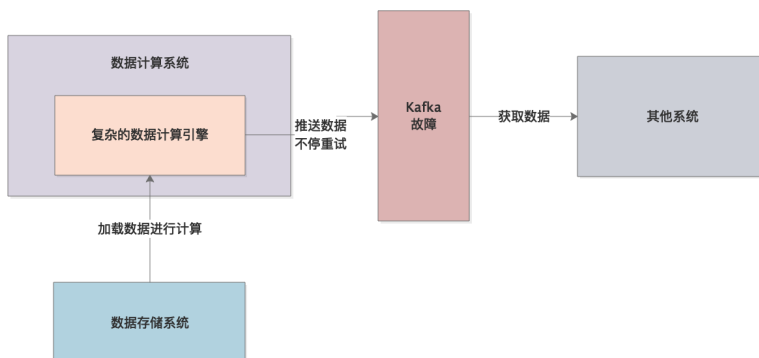 数据计算系统
复杂的数据计算引擎
推送数据
不停重试
Kafka
故障
获取数据
其他系统
加载数据进行计算
数据存储系统